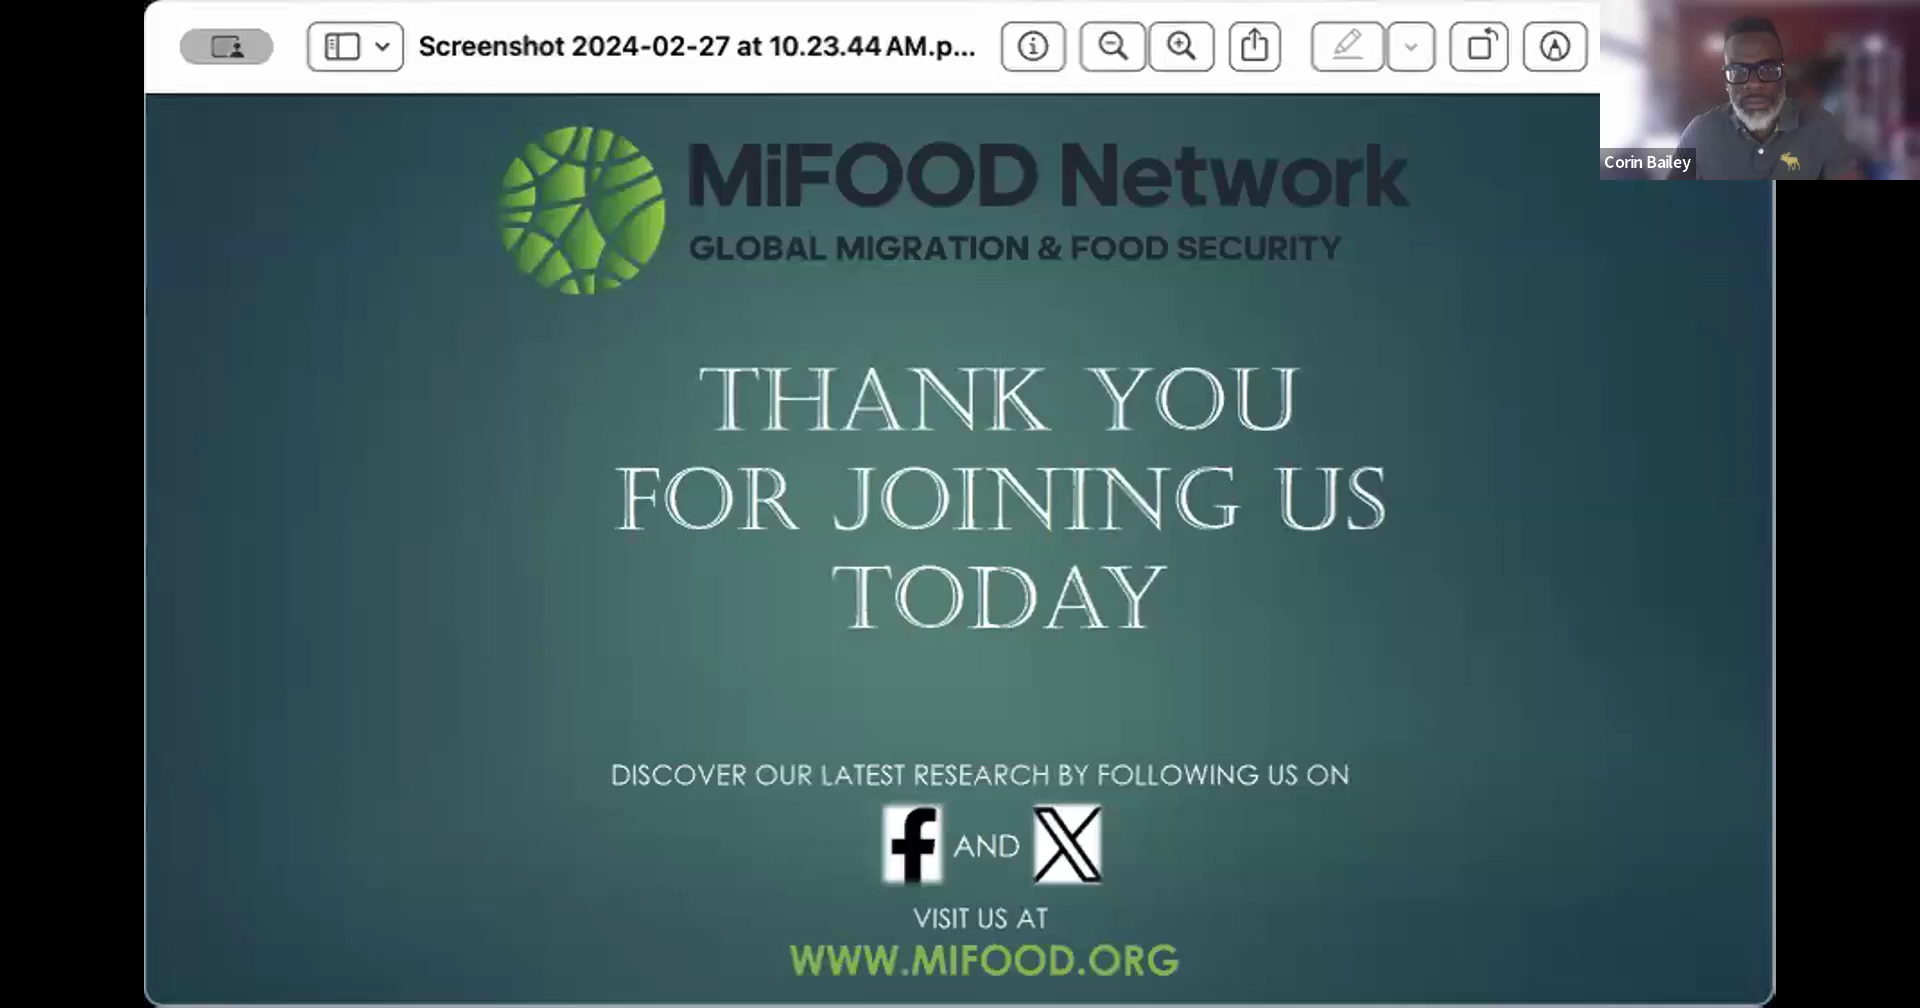 Screenshot 2024-02-27 at 10.23.44 AM.p...
Corin Bailey
MiFOOD Network
GLOBAL MIGRATION & FOOD SECURITY
THANK YOU
FOR JOINING US
TODAY
DISCOVER OUR LATEST RESEARCH BY FOLLOWING US ON
f AND X
VISIT US AT
WWW.MIFOOD.ORG